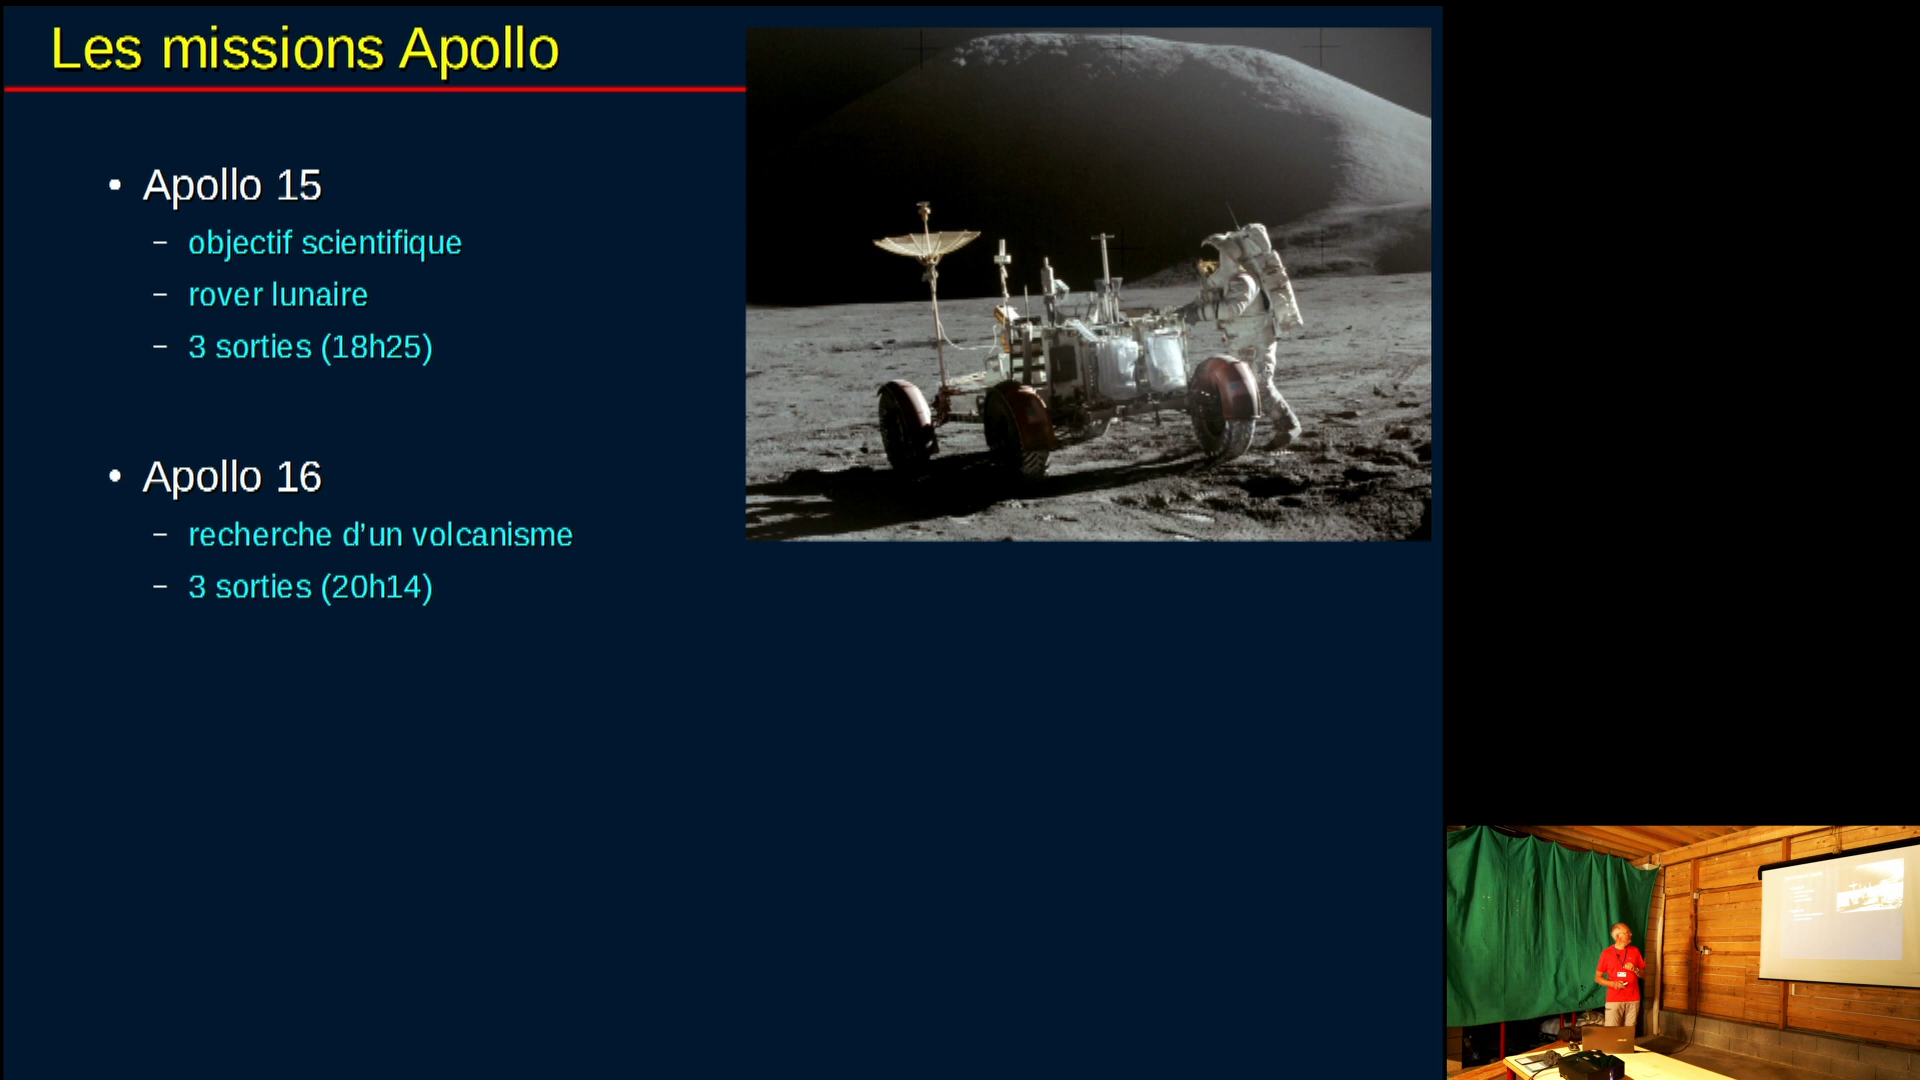 Les missions Apollo
• Apollo 15
– objectif scientifique
– rover lunaire
– 3 sorties (18h25)
• Apollo 16
– recherche d’un volcanisme
– 3 sorties (20h14)